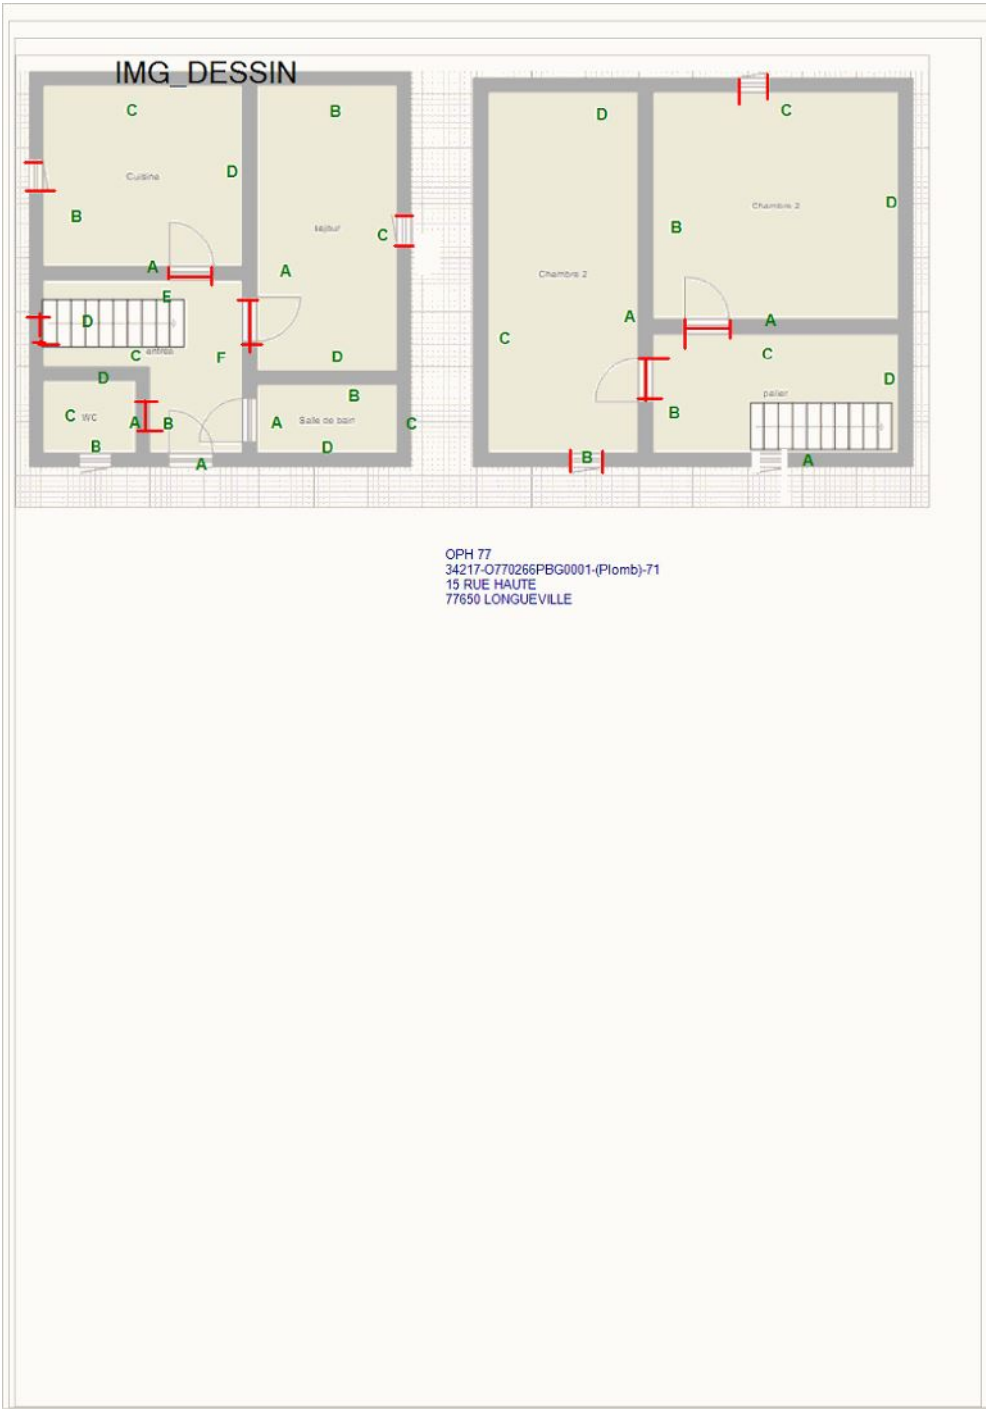 IMG_DESSIN
C
B
D
C
Cuisine
D
Chambre 2
D
B
séjour
B
C
A
A
Chambre 2
E
D
A
A
C
entrée
F
D
C
C
D
D
palier
B
C
WC
A
B
A
Salle de bain
C
B
B
D
A
B
A
OPH 77
34217-O770266PBG0001-(Plomb)-71
15 RUE HAUTE
77650 LONGUEVILLE